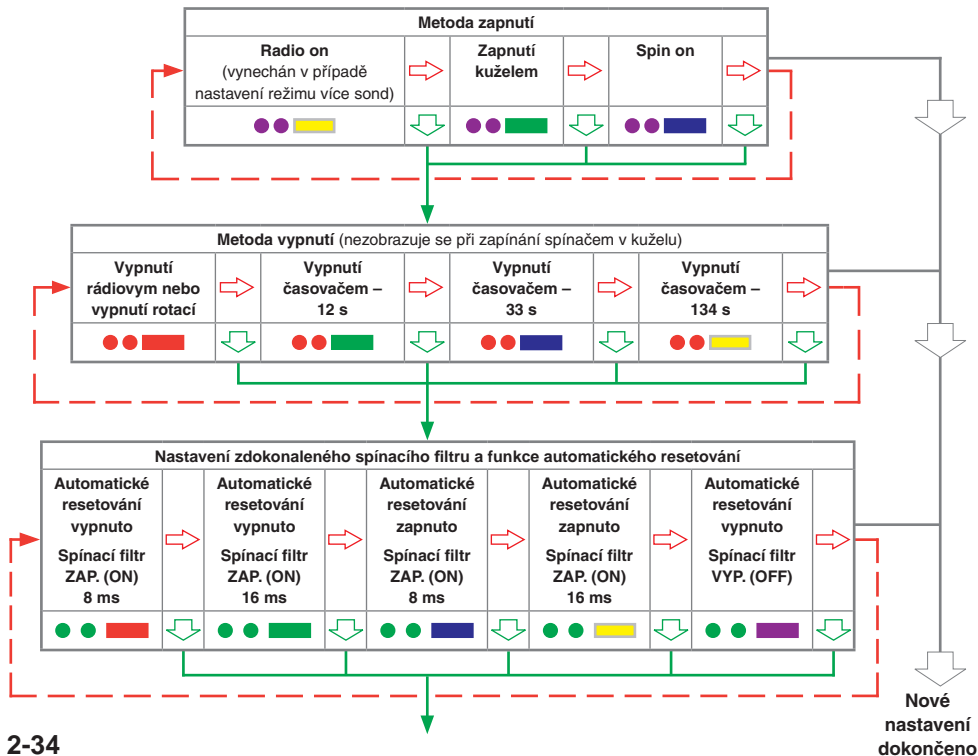 Metoda zapnutí
Radio on
(vynechán v případě
nastavení režimu více sond)
Zapnutí
kuželem
Spin on
Metoda vypnutí (nezobrazuje se při zapínání spínačem v kuželu)
Vypnutí
rádiovym nebo
vypnutí rotací
Vypnutí
časovačem –
12 s
Vypnutí
časovačem –
33 s
Vypnutí
časovačem –
134 s
Nastavení zdokonaleného spínacího filtru a funkce automatického resetování
Automatické
resetování
vypnuto
Spínací filtr
ZAP. (ON)
8 ms
Automatické
resetování
vypnuto
Spínací filtr
ZAP. (ON)
16 ms
Automatické
resetování
zapnuto
Spínací filtr
ZAP. (ON)
8 ms
Automatické
resetování
zapnuto
Spínací filtr
ZAP. (ON)
16 ms
Automatické
resetování
vypnuto
Spínací filtr
VYP. (OFF)
Nové
nastavení
dokončeno
2-34